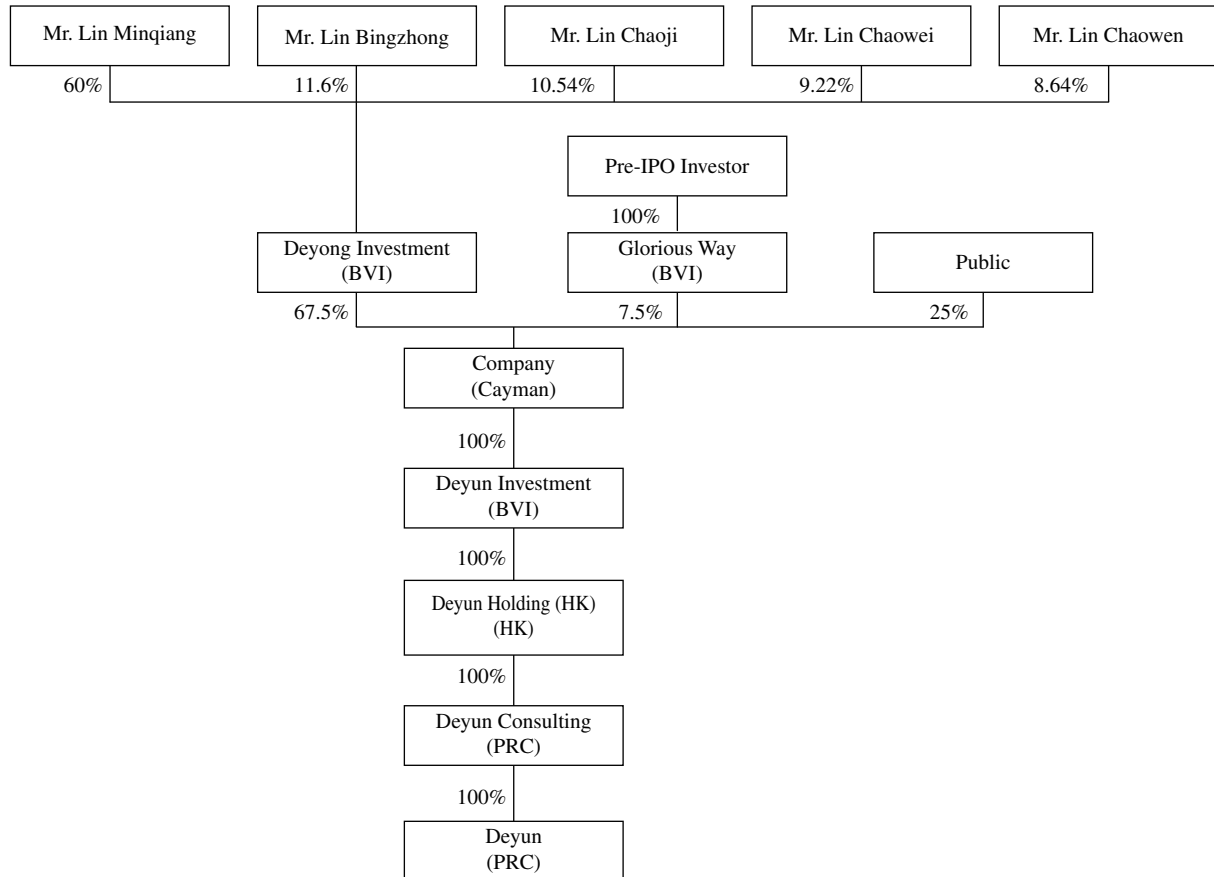 Mr. Lin Minqiang
Mr. Lin Bingzhong
Mr. Lin Chaoji
Mr. Lin Chaowei
Mr. Lin Chaowen
60%
11.6%
10.54%
9.22%
8.64%
Pre-IPO Investor
100%
Deyong Investment
(BVI)
Glorious Way
(BVI)
Public
67.5%
7.5%
25%
Company
(Cayman)
100%
Deyun Investment
(BVI)
100%
Deyun Holding (HK)
(HK)
100%
Deyun Consulting
(PRC)
100%
Deyun
(PRC)